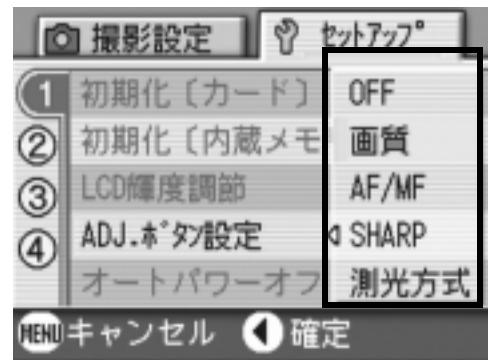 撮影設定 セットアップ
1 初期化〔カード〕 OFF
2 初期化〔内蔵メモ 画質
3 LCD輝度調節 AF/MF
4 ADJ.ボタン設定 SHARP
オートパワーオフ 測光方式
MENU キャンセル 確定